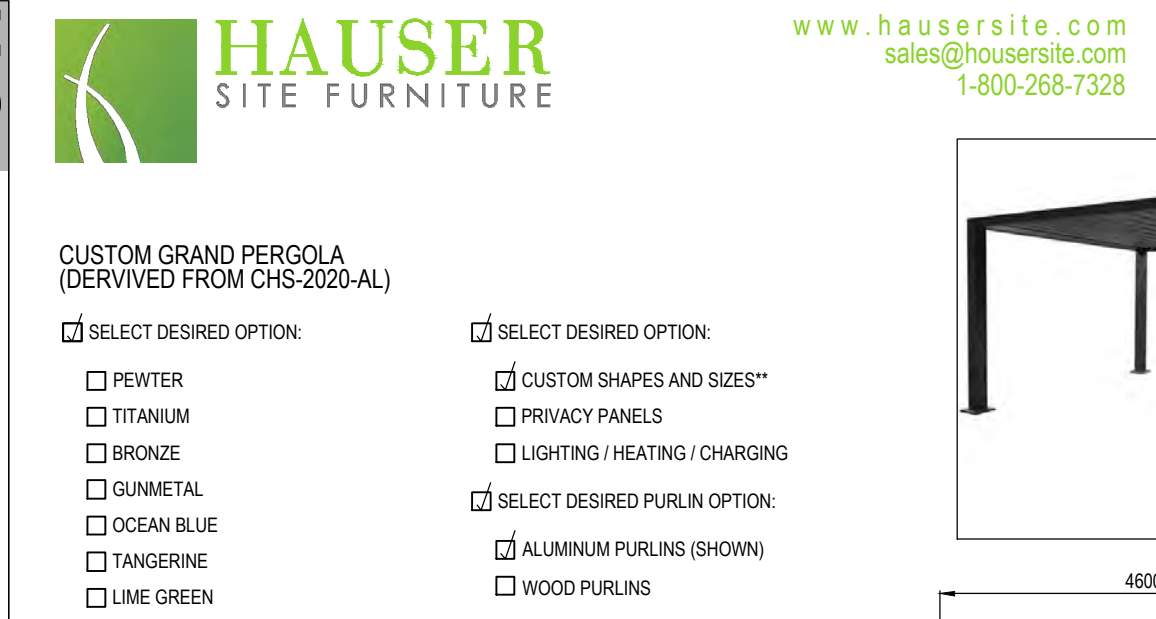 HAUSER
SITE FURNITURE
www.hausersite.com
sales@housersite.com
1-800-268-7328
CUSTOM GRAND PERGOLA
(DERVIVED FROM CHS-2020-AL)
SELECT DESIRED OPTION:
PEWTER
TITANIUM
BRONZE
GUNMETAL
OCEAN BLUE
TANGERINE
LIME GREEN
SELECT DESIRED OPTION:
CUSTOM SHAPES AND SIZES**
PRIVACY PANELS
LIGHTING / HEATING / CHARGING
SELECT DESIRED PURLIN OPTION:
ALUMINUM PURLINS (SHOWN)
WOOD PURLINS